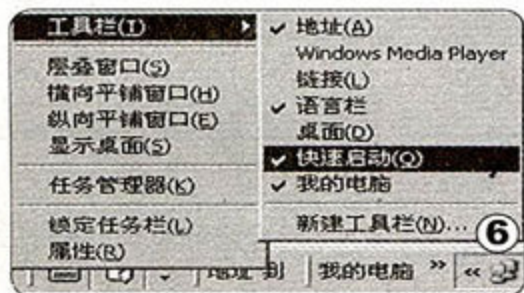 工具栏(T)
层叠窗口(S)
横向平铺窗口(H)
纵向平铺窗口(E)
显示桌面(S)
任务管理器(K)
锁定任务栏(L)
属性(R)
地址(A)
Windows Media Player
链接(L)
语言栏
桌面(D)
快速启动(Q)
我的电脑
新建工具栏(N)...
⑥
地址 到 我的电脑 » «